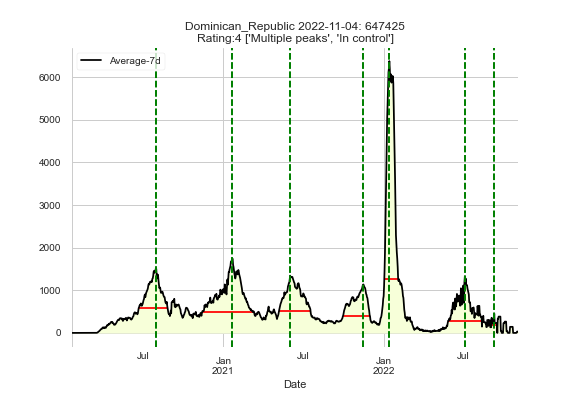 Dominican_Republic 2022-11-04: 647425
Rating:4 ['Multiple peaks', 'In control']
Average-7d
6000
5000
4000
3000
2000
1000
0
Jul
Jan
2021
Jul
Jan
2022
Jul
Date